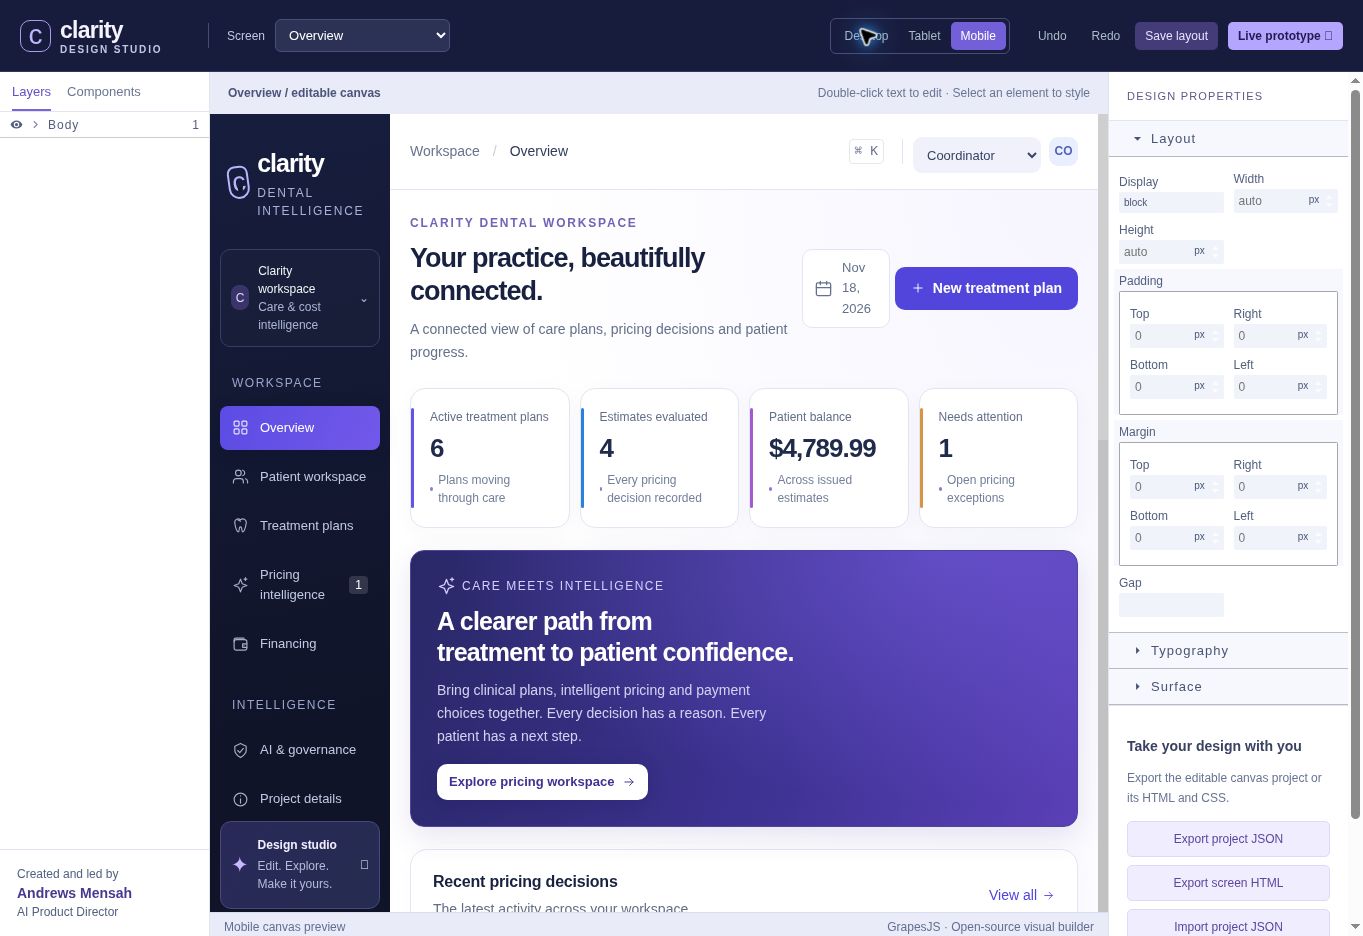 clarity
DESIGN STUDIO
Screen
Overview
Tablet
Mobile
Undo
Redo
Save layout
Live prototype
Layers
Components
Body
1
Created and led by
Andrews Mensah
AI Product Director
Overview / editable canvas
Double-click text to edit · Select an element to style
clarity
DENTAL
INTELLIGENCE
C
Clarity
workspace
Care & cost
intelligence
WORKSPACE
Overview
Patient workspace
Treatment plans
Pricing
intelligence
1
Financing
INTELLIGENCE
AI & governance
Project details
Design studio
Edit. Explore.
Make it yours.
Workspace / Overview
⌘ K
Coordinator
CO
CLARITY DENTAL WORKSPACE
Your practice, beautifully
connected.
A connected view of care plans, pricing decisions and patient
progress.
Nov
18,
2026
New treatment plan
Active treatment plans
6
Plans moving
through care
Estimates evaluated
4
Every pricing
decision recorded
Patient balance
$4,789.99
Across issued
estimates
Needs attention
1
Open pricing
exceptions
CARE MEETS INTELLIGENCE
A clearer path from
treatment to patient confidence.
Bring clinical plans, intelligent pricing and payment
choices together. Every decision has a reason. Every
patient has a next step.
Explore pricing workspace →
Recent pricing decisions
The latest activity across your workspace
View all →
Mobile canvas preview
GrapesJS · Open-source visual builder
DESIGN PROPERTIES
Layout
Display
block
Width
auto
px
Height
auto
px
Padding
Top
0
px
Right
0
px
Bottom
0
px
Left
0
px
Margin
Top
0
px
Right
0
px
Bottom
0
px
Left
0
px
Gap
Typography
Surface
Take your design with you
Export the editable canvas project or
its HTML and CSS.
Export project JSON
Export screen HTML
Import project JSON